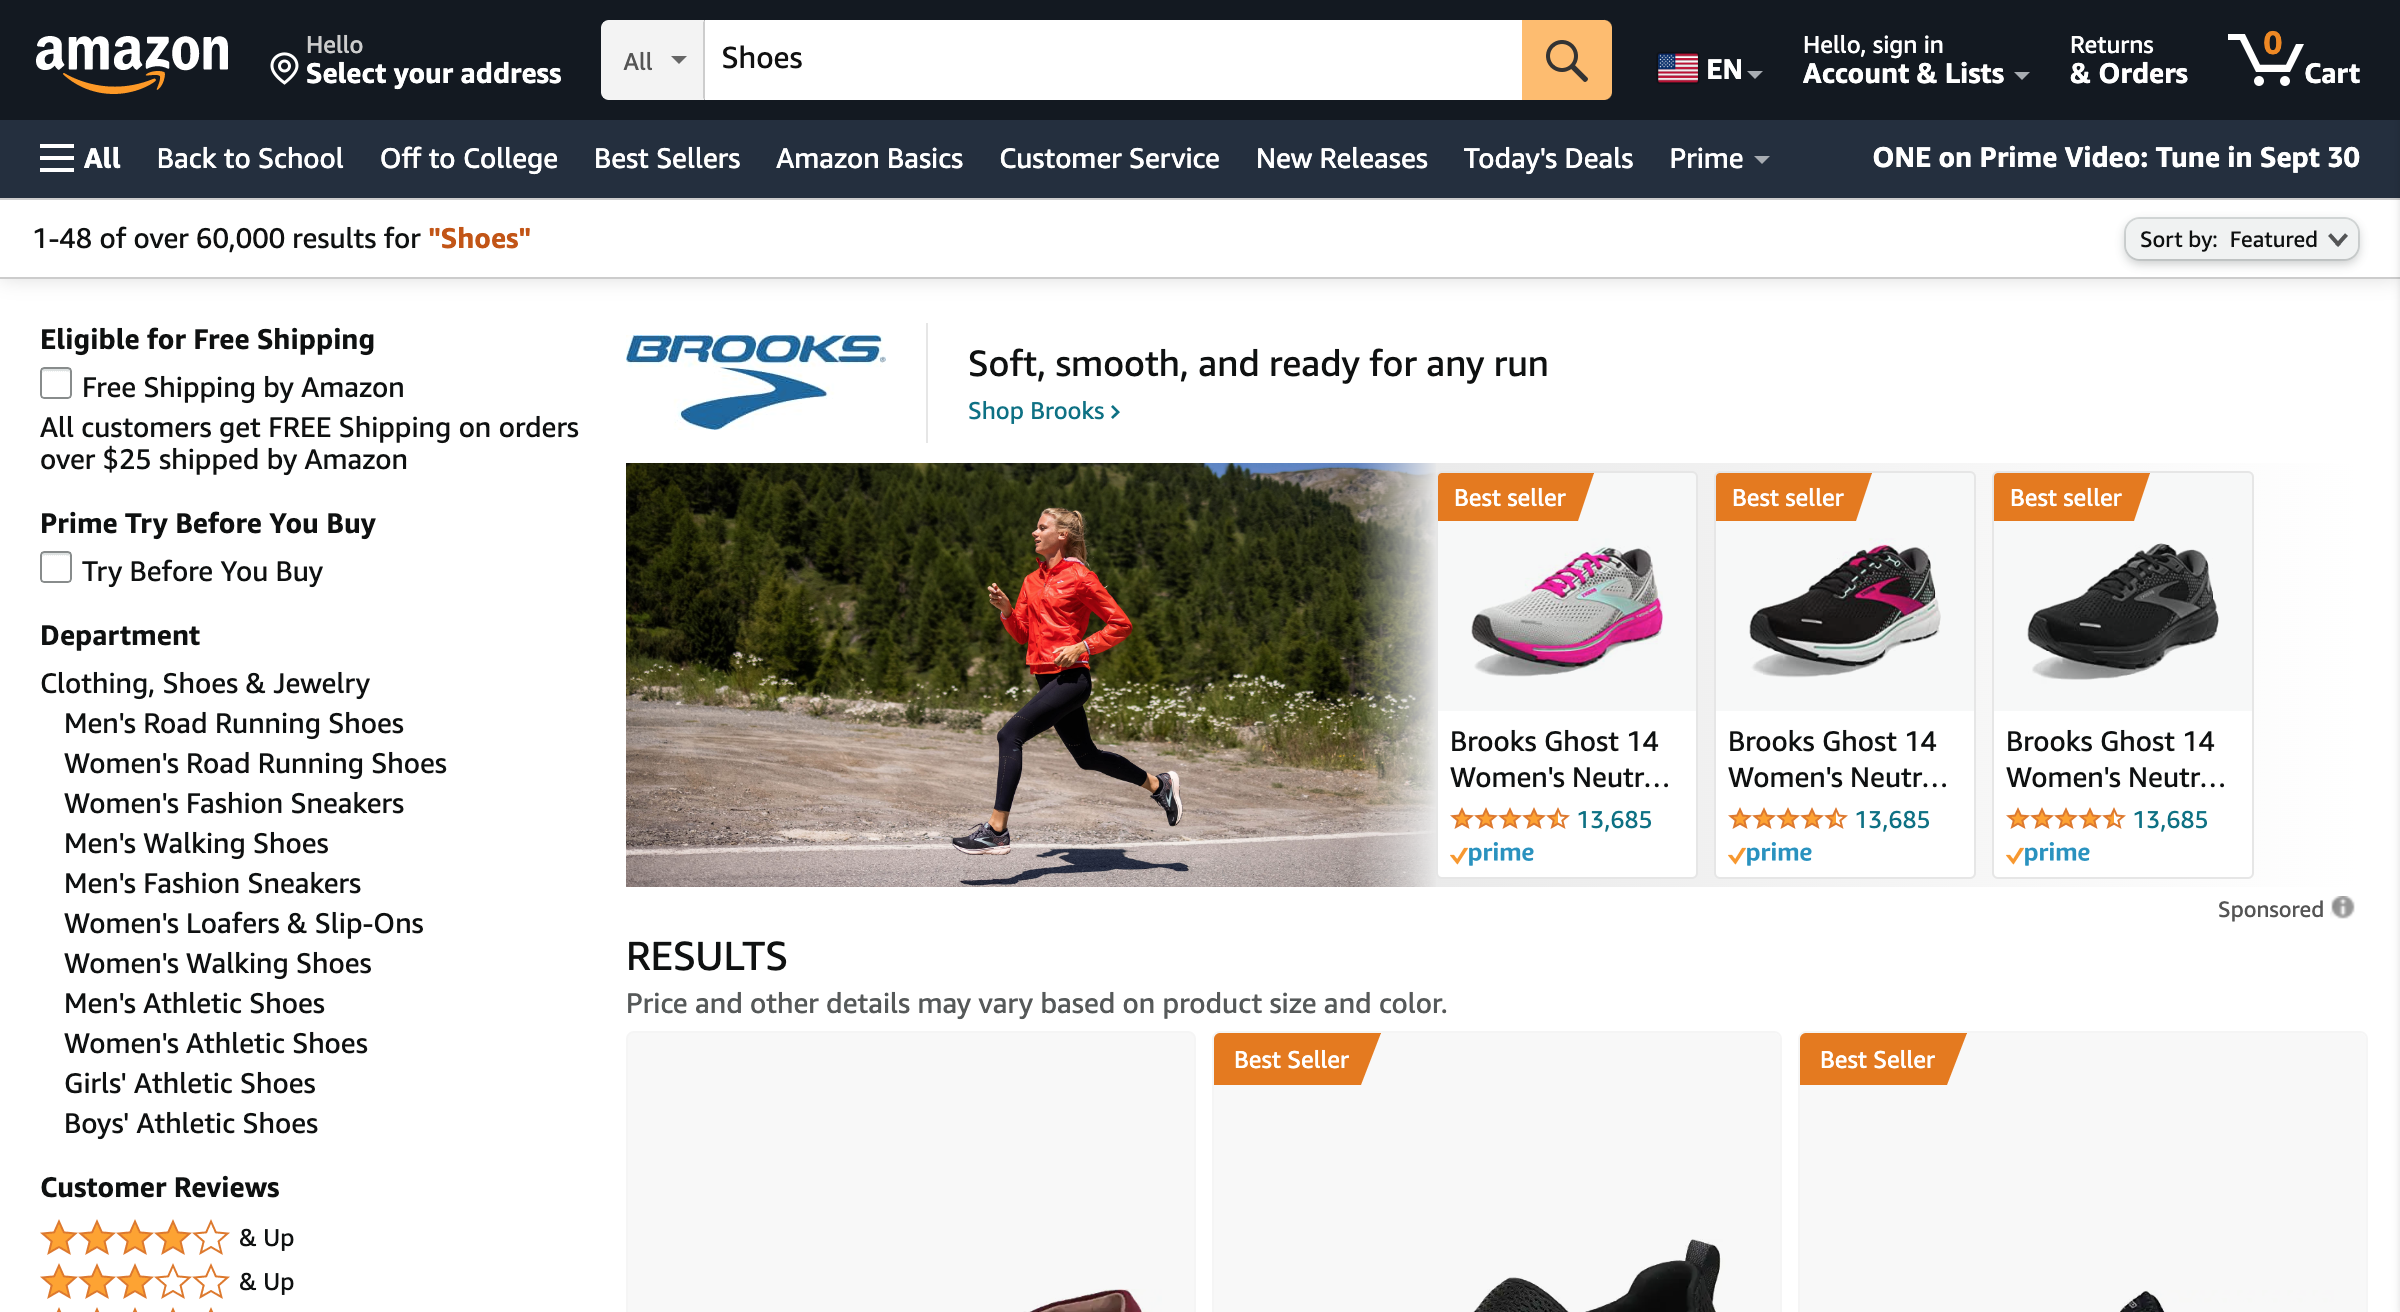 amazon
Hello
Select your address
All
Shoes
EN
Hello, sign in
Account & Lists
Returns
& Orders
0
Cart
All
Back to School
Off to College
Best Sellers
Amazon Basics
Customer Service
New Releases
Today's Deals
Prime
ONE on Prime Video: Tune in Sept 30
1-48 of over 60,000 results for "Shoes"
Sort by: Featured
Eligible for Free Shipping
Free Shipping by Amazon
All customers get FREE Shipping on orders
over $25 shipped by Amazon
Prime Try Before You Buy
Try Before You Buy
Department
Clothing, Shoes & Jewelry
Men's Road Running Shoes
Women's Road Running Shoes
Women's Fashion Sneakers
Men's Walking Shoes
Men's Fashion Sneakers
Women's Loafers & Slip-Ons
Women's Walking Shoes
Men's Athletic Shoes
Women's Athletic Shoes
Girls' Athletic Shoes
Boys' Athletic Shoes
Customer Reviews
& Up
& Up
BROOKS
Soft, smooth, and ready for any run
Shop Brooks ›
Best seller
Brooks Ghost 14
Women's Neutr...
13,685
prime
Best seller
Brooks Ghost 14
Women's Neutr...
13,685
prime
Best seller
Brooks Ghost 14
Women's Neutr...
13,685
prime
Sponsored
RESULTS
Price and other details may vary based on product size and color.
Best Seller
Best Seller